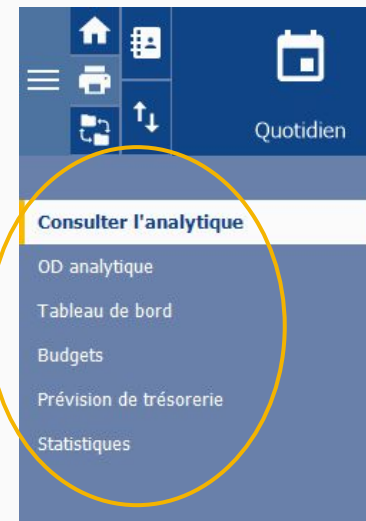 Quotidien
Consulter l'analytique
OD analytique
Tableau de bord
Budgets
Prévision de trésorerie
Statistiques